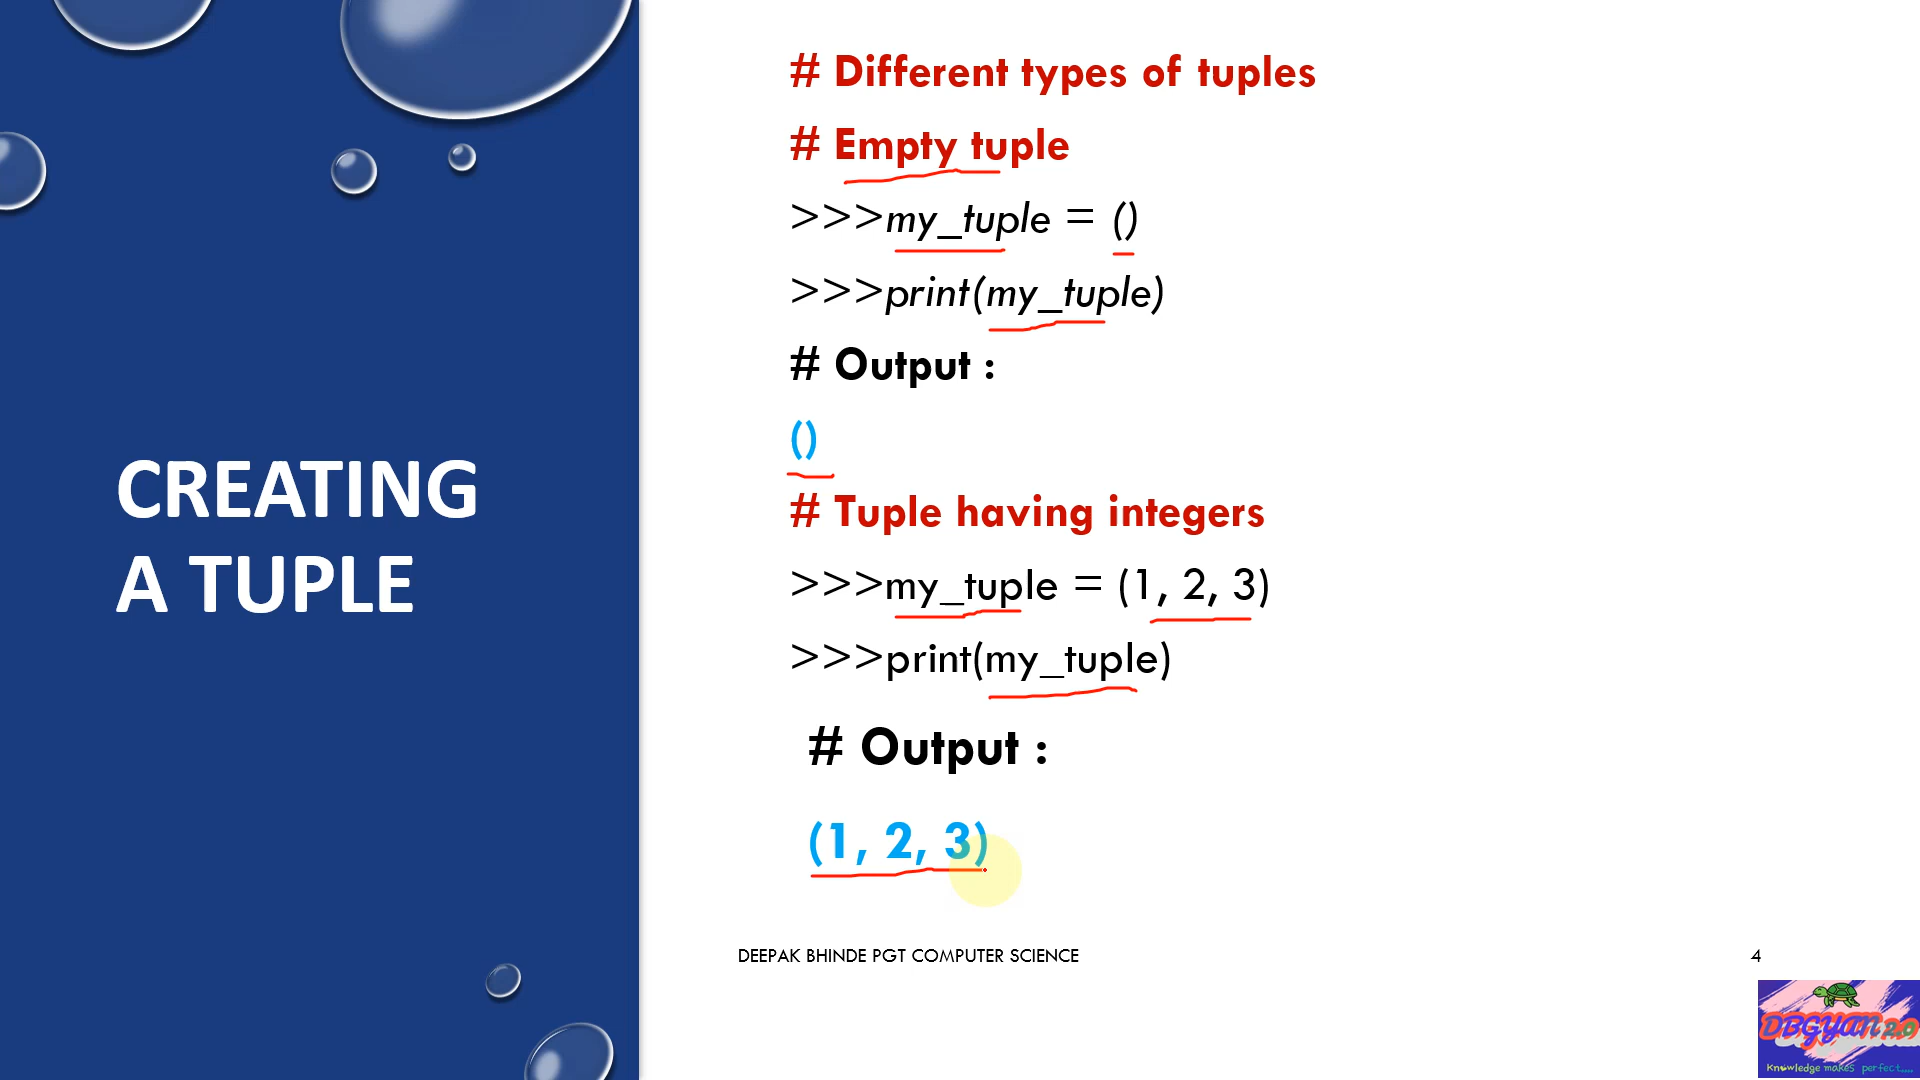 CREATING
A TUPLE
# Different types of tuples
# Empty tuple
>>>my_tuple = ()
>>>print(my_tuple)
# Output :
()
# Tuple having integers
>>>my_tuple = (1, 2, 3)
>>>print(my_tuple)
# Output :
(1, 2, 3)
DEEPAK BHINDE PGT COMPUTER SCIENCE
4
DBGYAN 2.0
Knowledge makes perfect....